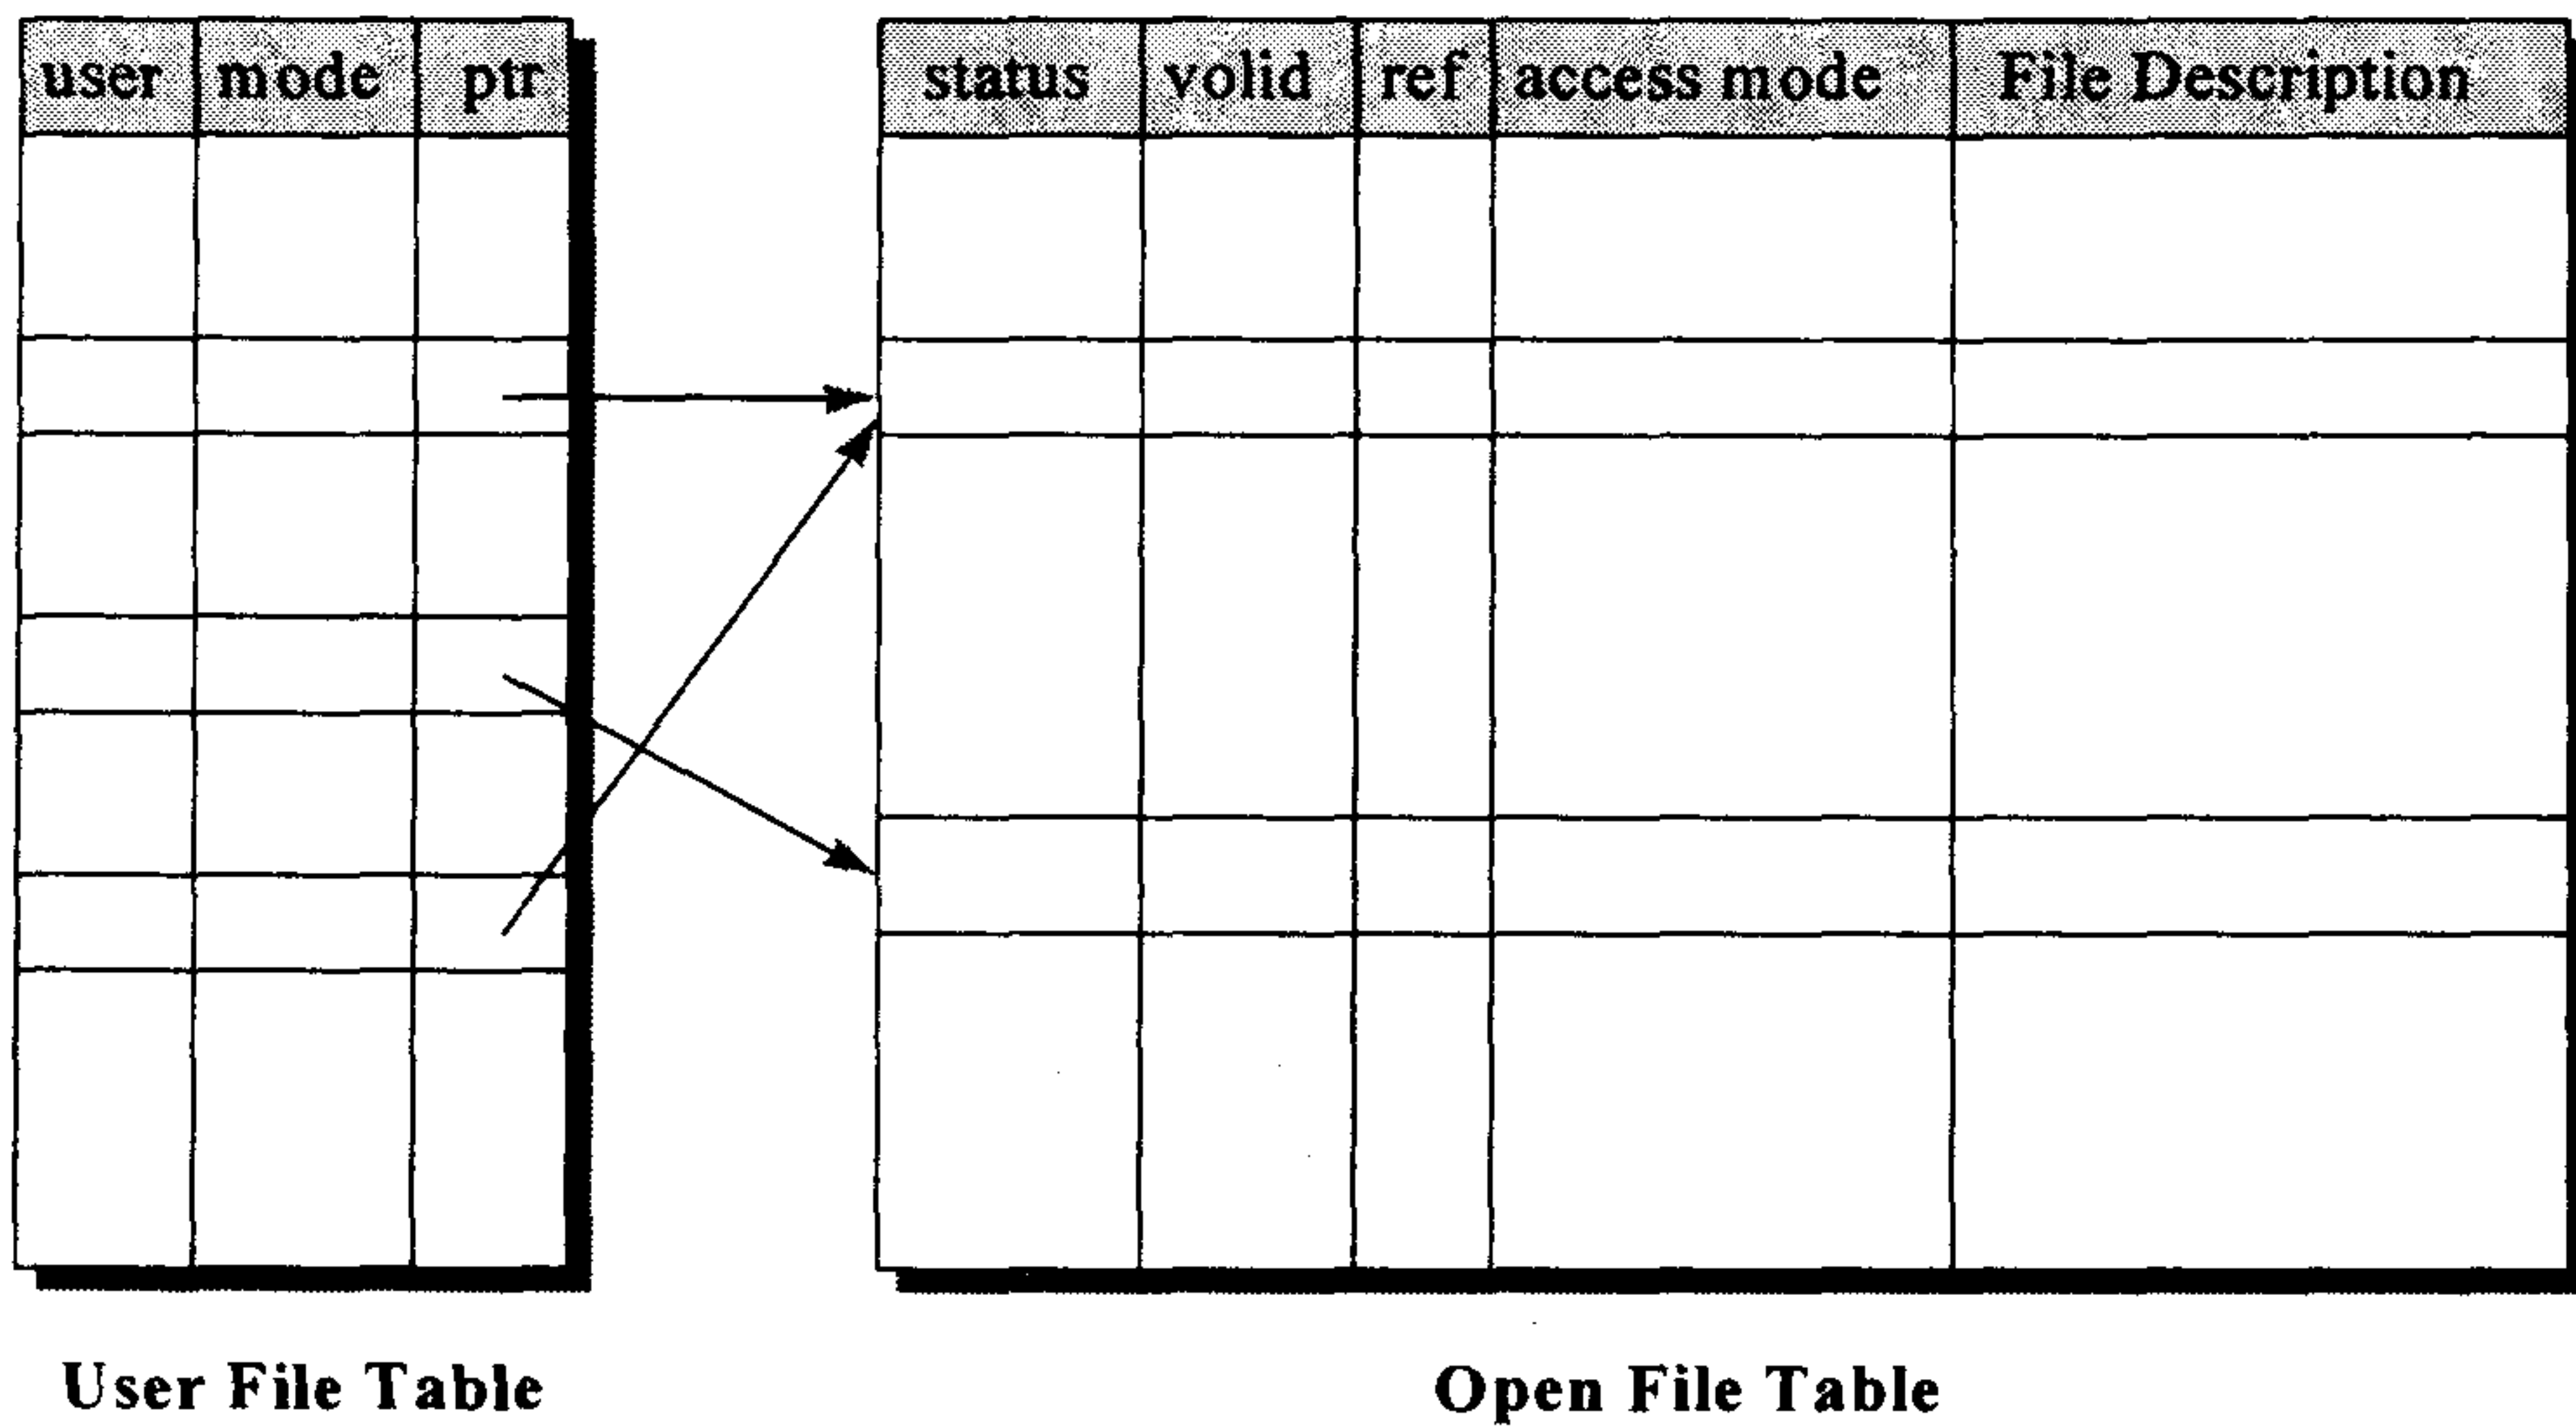 user mode ptr
status volid ref access mode File Description
User File Table
Open File Table